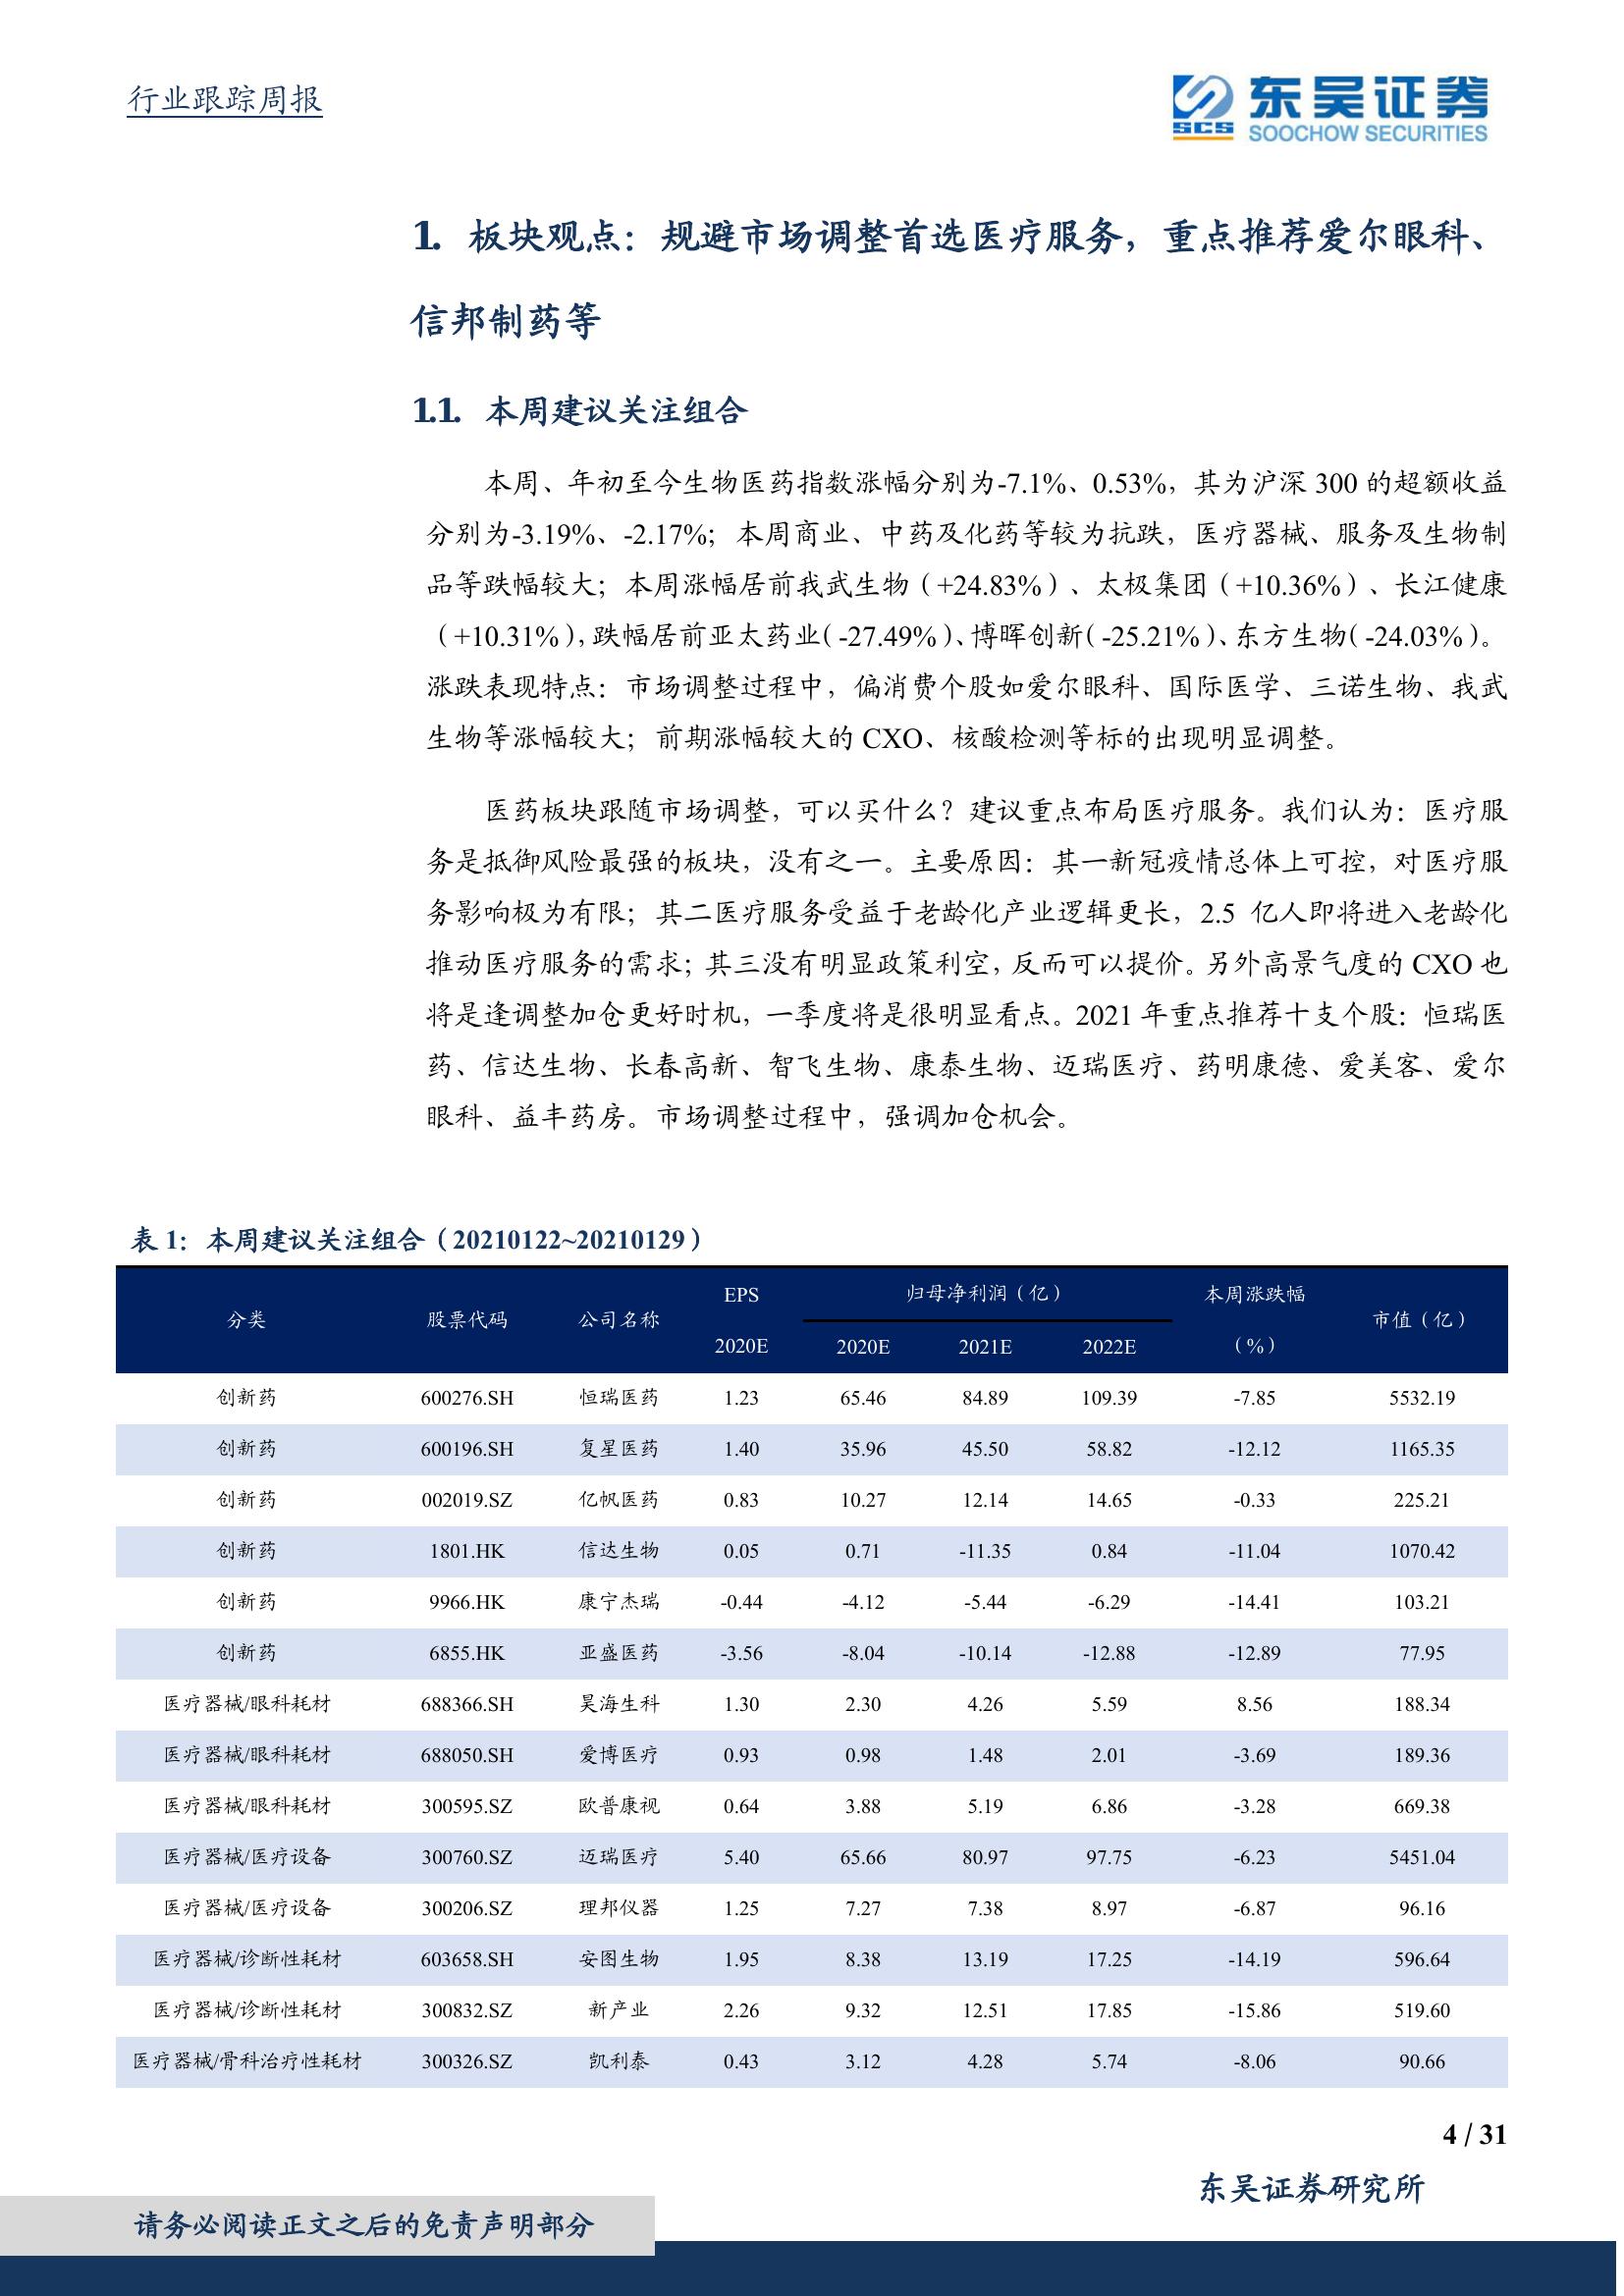 行业跟踪周报
SCS 东吴证券
SOOCHOW SECURITIES
1. 板块观点：规避市场调整首选医疗服务，重点推荐爱尔眼科、
信邦制药等
1.1. 本周建议关注组合
本周、年初至今生物医药指数涨幅分别为-7.1%、0.53%，其为沪深 300 的超额收益
分别为-3.19%、-2.17%；本周商业、中药及化药等较为抗跌，医疗器械、服务及生物制
品等跌幅较大；本周涨幅居前我武生物（+24.83%）、太极集团（+10.36%）、长江健康
（+10.31%），跌幅居前亚太药业（-27.49%）、博晖创新（-25.21%）、东方生物（-24.03%）。
涨跌表现特点：市场调整过程中，偏消费个股如爱尔眼科、国际医学、三诺生物、我武
生物等涨幅较大；前期涨幅较大的 CXO、核酸检测等标的出现明显调整。
医药板块跟随市场调整，可以买什么？建议重点布局医疗服务。我们认为：医疗服
务是抵御风险最强的板块，没有之一。主要原因：其一新冠疫情总体上可控，对医疗服
务影响极为有限；其二医疗服务受益于老龄化产业逻辑更长，2.5 亿人即将进入老龄化
推动医疗服务的需求；其三没有明显政策利空，反而可以提价。另外高景气度的 CXO 也
将是逢调整加仓更好时机，一季度将是很明显看点。2021 年重点推荐十支个股：恒瑞医
药、信达生物、长春高新、智飞生物、康泰生物、迈瑞医疗、药明康德、爱美客、爱尔
眼科、益丰药房。市场调整过程中，强调加仓机会。
表 1：本周建议关注组合（20210122~20210129）
分类 股票代码 公司名称 EPS 归母净利润（亿） 本周涨跌幅 市值（亿）
2020E 2020E 2021E 2022E （%）
创新药 600276.SH 恒瑞医药 1.23 65.46 84.89 109.39 -7.85 5532.19
创新药 600196.SH 复星医药 1.40 35.96 45.50 58.82 -12.12 1165.35
创新药 002019.SZ 亿帆医药 0.83 10.27 12.14 14.65 -0.33 225.21
创新药 1801.HK 信达生物 0.05 0.71 -11.35 0.84 -11.04 1070.42
创新药 9966.HK 康宁杰瑞 -0.44 -4.12 -5.44 -6.29 -14.41 103.21
创新药 6855.HK 亚盛医药 -3.56 -8.04 -10.14 -12.88 -12.89 77.95
医疗器械/眼科耗材 688366.SH 昊海生科 1.30 2.30 4.26 5.59 8.56 188.34
医疗器械/眼科耗材 688050.SH 爱博医疗 0.93 0.98 1.48 2.01 -3.69 189.36
医疗器械/眼科耗材 300595.SZ 欧普康视 0.64 3.88 5.19 6.86 -3.28 669.38
医疗器械/医疗设备 300760.SZ 迈瑞医疗 5.40 65.66 80.97 97.75 -6.23 5451.04
医疗器械/医疗设备 300206.SZ 理邦仪器 1.25 7.27 7.38 8.97 -6.87 96.16
医疗器械/诊断性耗材 603658.SH 安图生物 1.95 8.38 13.19 17.25 -14.19 596.64
医疗器械/诊断性耗材 300832.SZ 新产业 2.26 9.32 12.51 17.85 -15.86 519.60
医疗器械/骨科治疗性耗材 300326.SZ 凯利泰 0.43 3.12 4.28 5.74 -8.06 90.66
4 / 31
东吴证券研究所
请务必阅读正文之后的免责声明部分